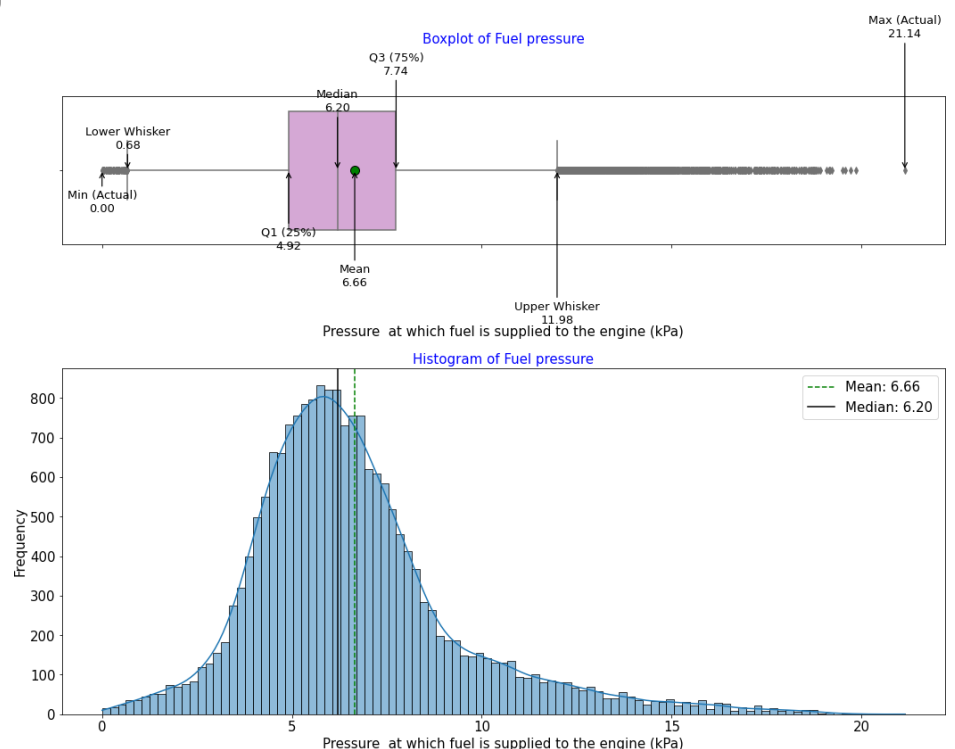 Max (Actual)
21.14
Boxplot of Fuel pressure
Q3 (75%)
7.74
Median
6.20
Lower Whisker
0.68
Min (Actual)
0.00
Q1 (25%)
4.92
Mean
6.66
Upper Whisker
11.98
Pressure  at which fuel is supplied to the engine (kPa)
Histogram of Fuel pressure
Mean: 6.66
Median: 6.20
800
700
600
500
400
300
200
100
0
Frequency
0 5 10 15 20
Pressure  at which fuel is supplied to the engine (kPa)